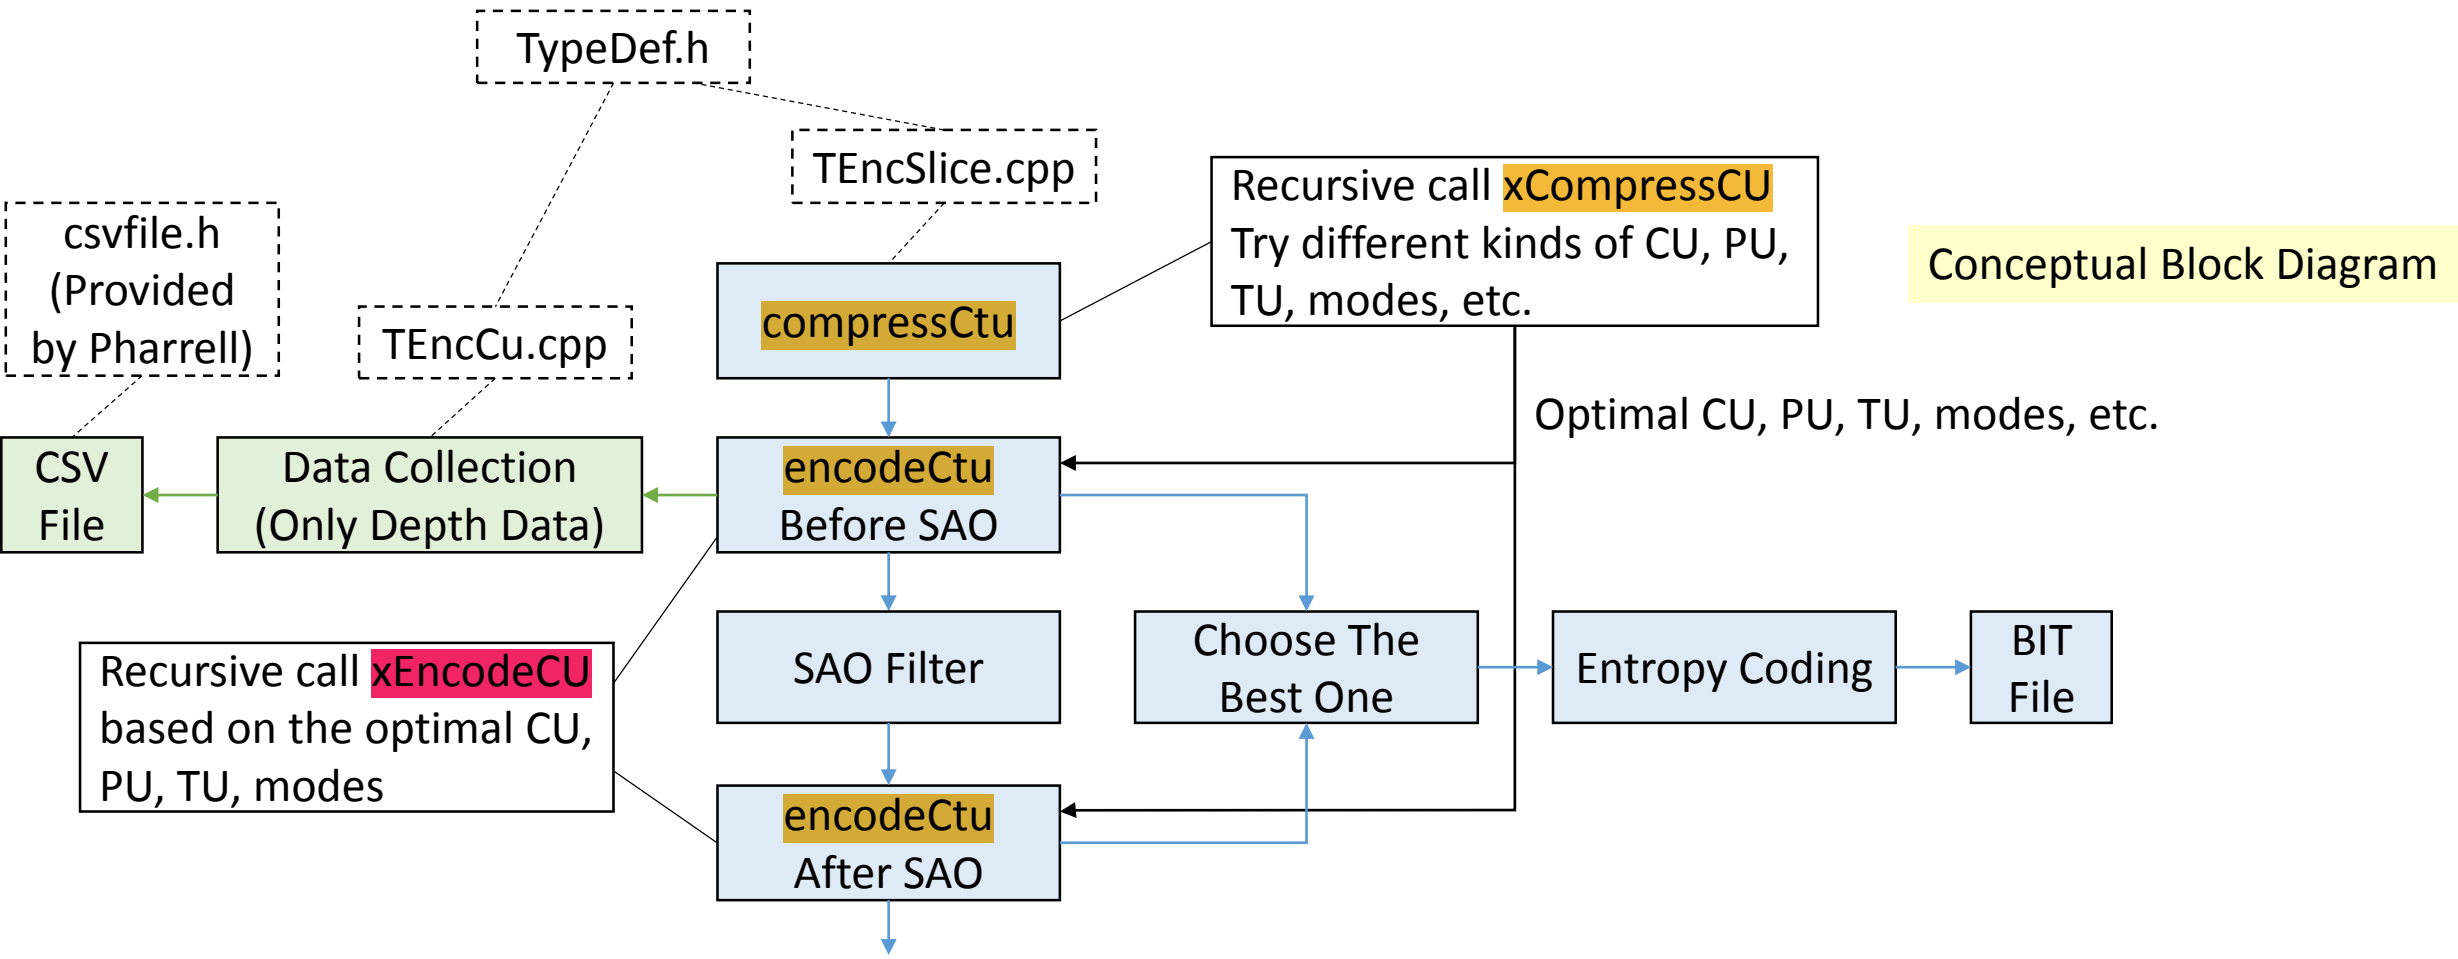 TypeDef.h
TEncSlice.cpp
csvfile.h
(Provided
by Pharrell)
TEncCu.cpp
compressCtu
Recursive call xCompressCU
Try different kinds of CU, PU,
TU, modes, etc.
Conceptual Block Diagram
Optimal CU, PU, TU, modes, etc.
CSV
File
Data Collection
(Only Depth Data)
encodeCtu
Before SAO
Recursive call xEncodeCU
based on the optimal CU,
PU, TU, modes
SAO Filter
Choose The
Best One
Entropy Coding
BIT
File
encodeCtu
After SAO